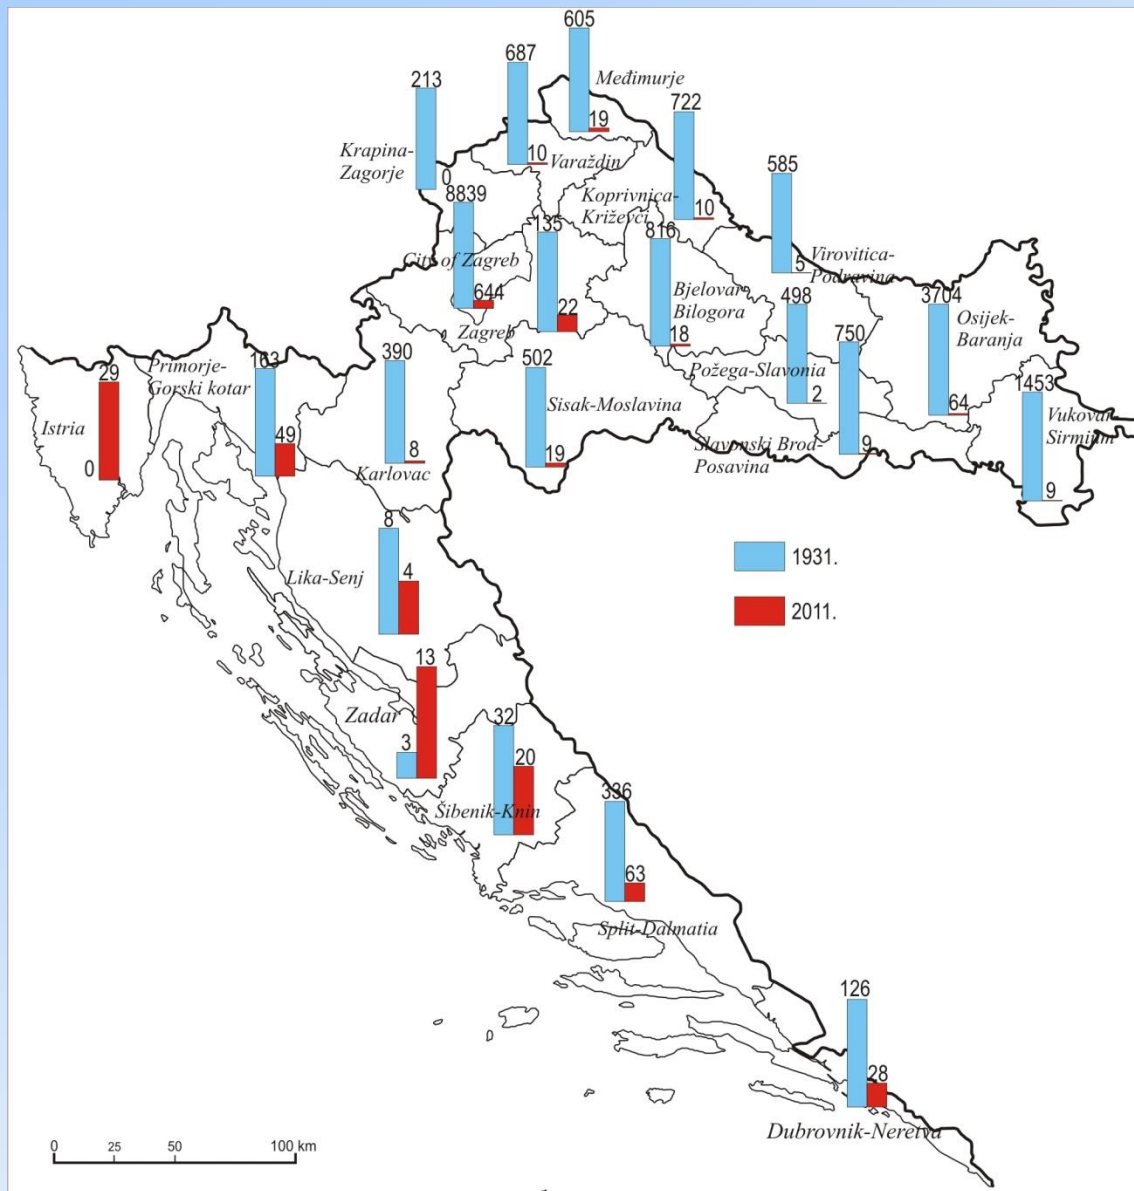 605
687
Međimurje
213
722
19
Krapina-
Zagorje
10
Varaždin
585
0
Koprivnica-
Križevci
8839
10
135
816
City of Zagreb
Virovitica-
Podravina
5
644
Bjelovar-
Bilogora
498
3704
22
Osijek-
Baranja
Zagreb
18
750
Primorje-
Gorski kotar
163
390
29
502
Požega-Slavonia
2
64
1453
Istria
Sisak-Moslavina
Vukovar-
Sirmium
49
8
19
Slavonski Brod-
Posavina
9
0
Karlovac
9
8
1931.
Lika-Senj
4
2011.
13
Zadar
32
3
20
Šibenik-Knin
336
63
Split-Dalmatia
126
28
Dubrovnik-Neretva
0 25 50 100 km